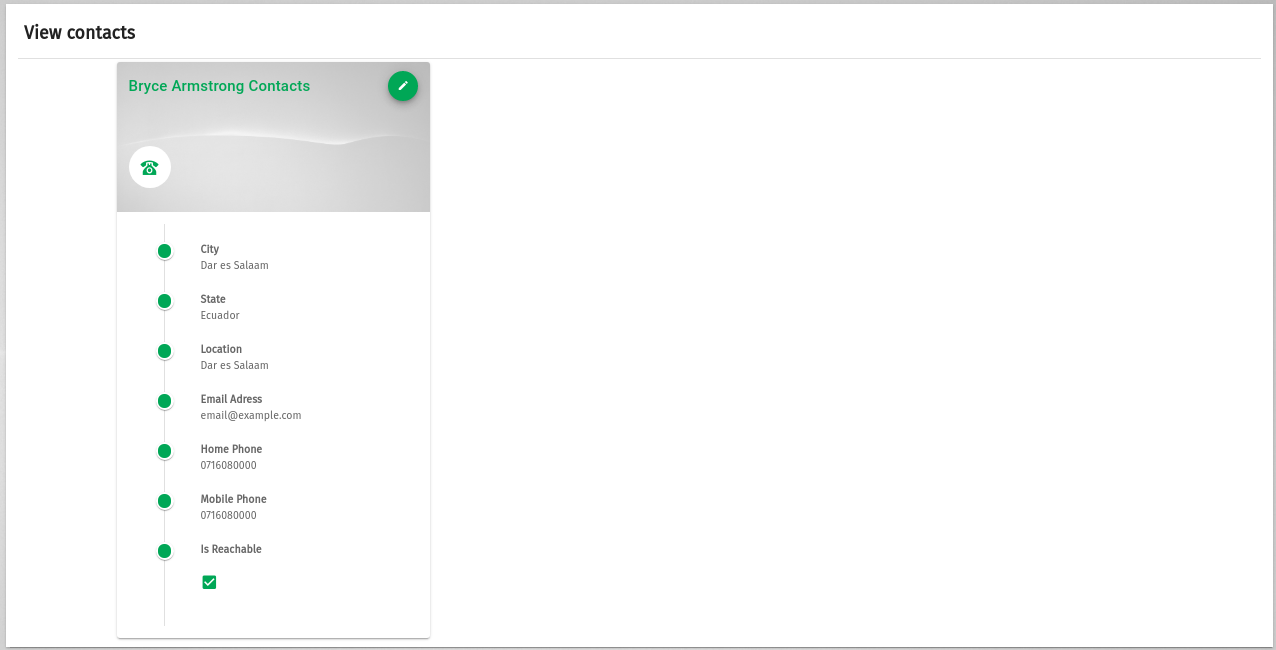 View contacts
Bryce Armstrong Contacts
City
Dar es Salaam
State
Ecuador
Location
Dar es Salaam
Email Adress
email@example.com
Home Phone
0716080000
Mobile Phone
0716080000
Is Reachable